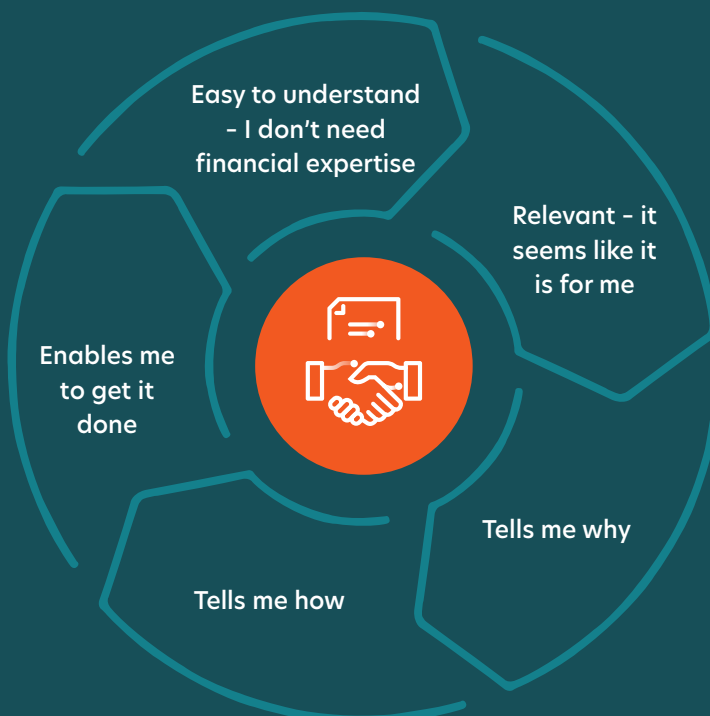 Easy to understand
– I don't need
financial expertise
Relevant – it
seems like it
is for me
Tells me why
Tells me how
Enables me
to get it
done